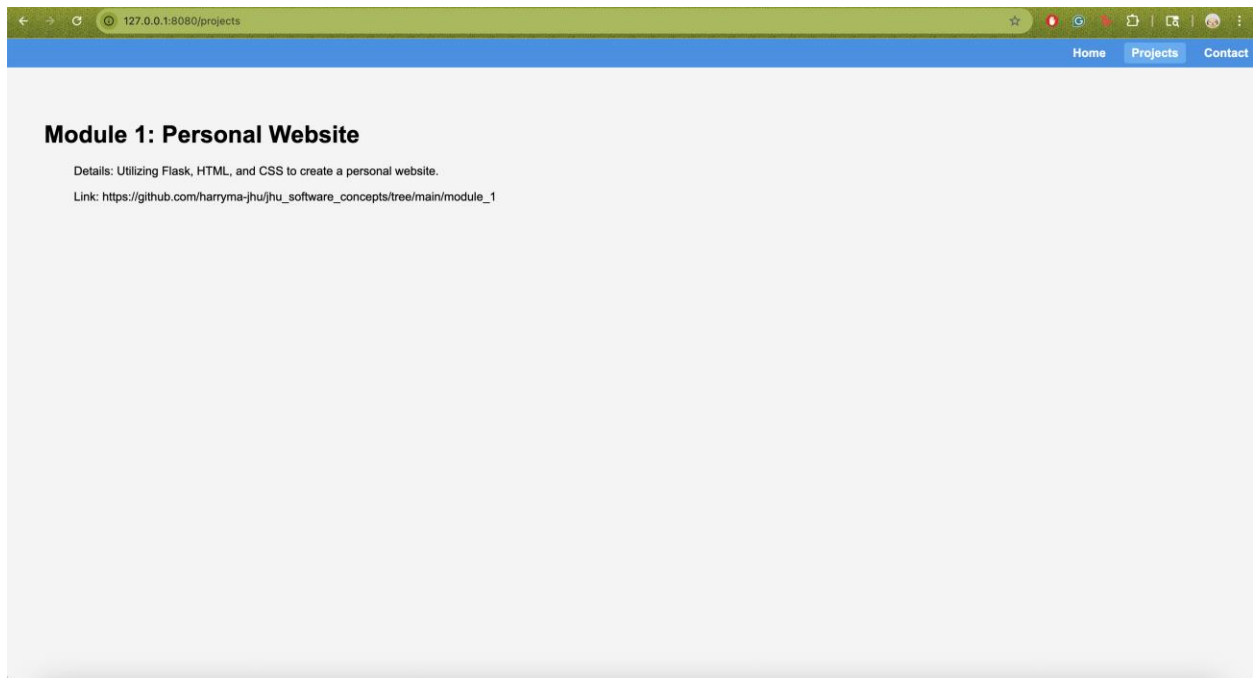 127.0.0.1:8080/projects
Home Projects Contact
Module 1: Personal Website
Details: Utilizing Flask, HTML, and CSS to create a personal website.
Link: https://github.com/harryma-jhu/jhu_software_concepts/tree/main/module_1